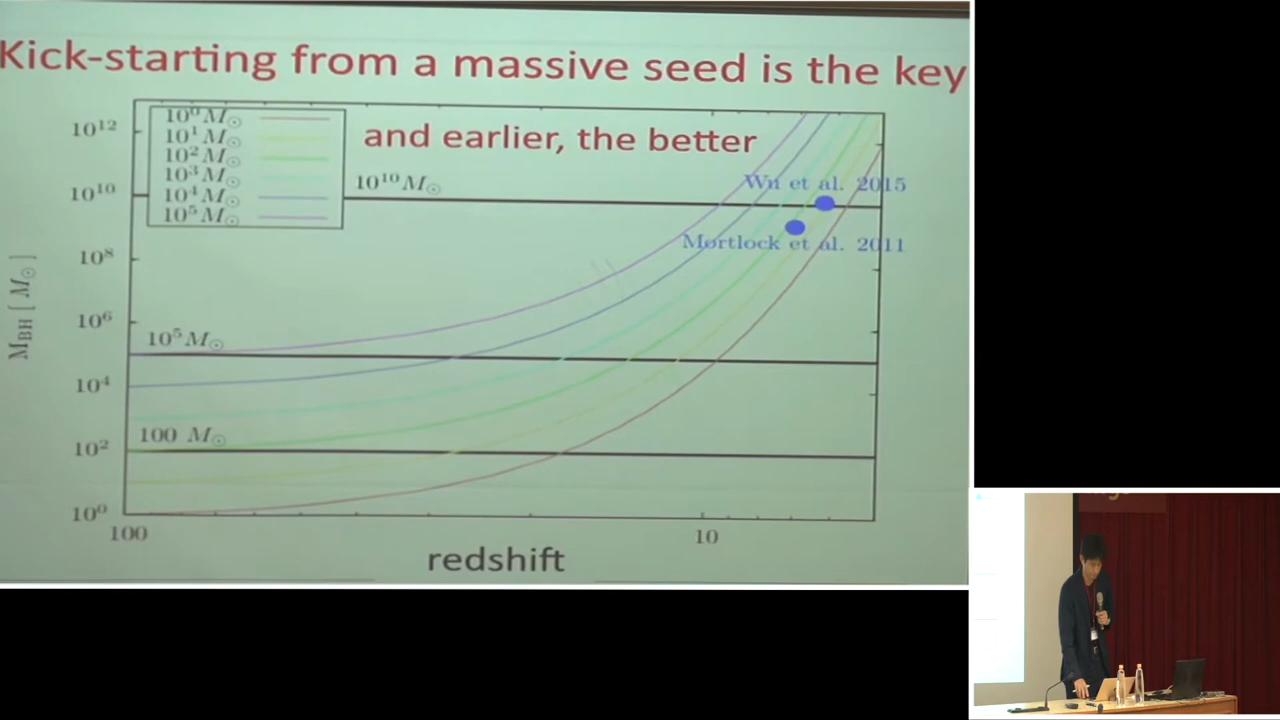 Kick-starting from a massive seed is the key
and earlier, the better
10⁰ M☉
10¹ M☉
10² M☉
10³ M☉
10⁴ M☉
10⁵ M☉
10¹² 
10¹⁰
10⁸
10⁶
10⁴
10²
10⁰
M_BH [ M☉ ]
10¹⁰ M☉
Wu et al. 2015
Mortlock et al. 2011
10⁵ M☉
100 M☉
100
10
redshift